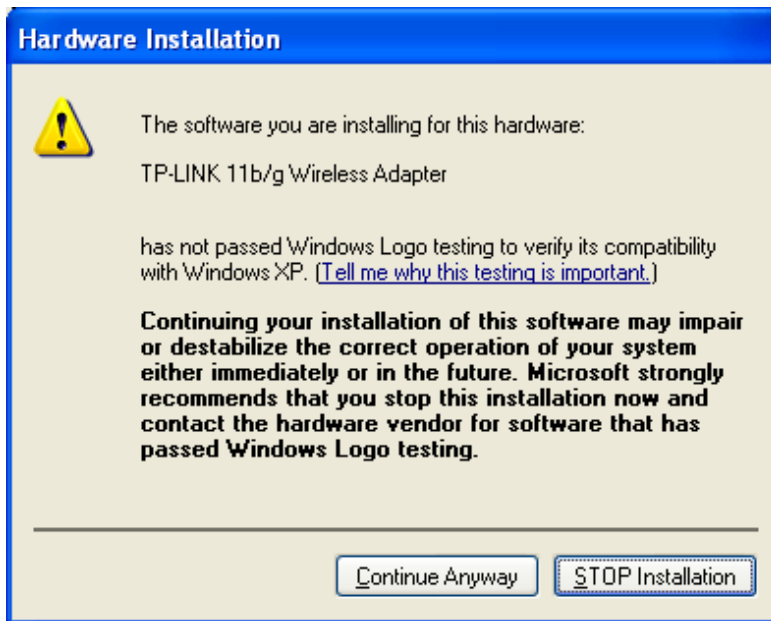 Hardware Installation
The software you are installing for this hardware:
TP-LINK 11b/g Wireless Adapter
has not passed Windows Logo testing to verify its compatibility
with Windows XP. (Tell me why this testing is important.)
Continuing your installation of this software may impair
or destabilize the correct operation of your system
either immediately or in the future. Microsoft strongly
recommends that you stop this installation now and
contact the hardware vendor for software that has
passed Windows Logo testing.
Continue Anyway
STOP Installation